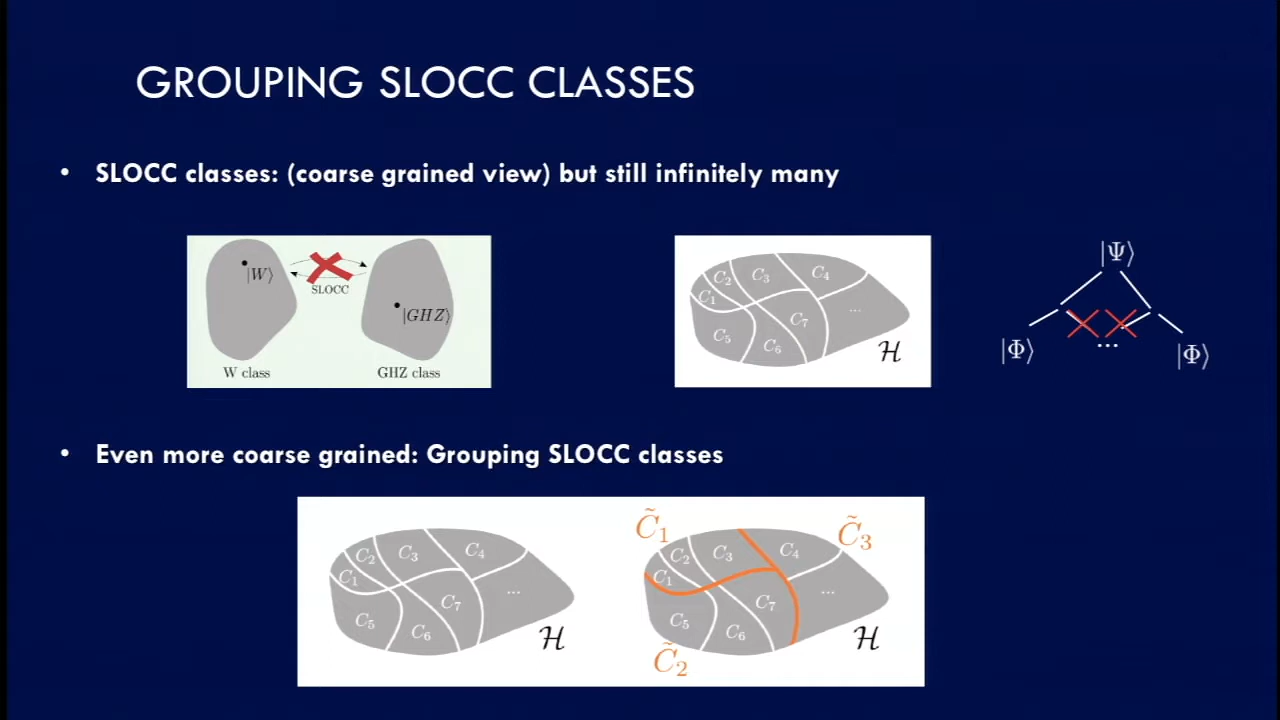 GROUPING SLOCC CLASSES
• SLOCC classes: (coarse grained view) but still infinitely many
|W⟩
SLOCC
|GHZ⟩
W class
GHZ class
C₁
C₂
C₃
C₄
C₅
C₆
C₇
...
ℋ
|Ψ⟩
|Φ⟩
...
|Φ⟩
• Even more coarse grained: Grouping SLOCC classes
C₁
C₂
C₃
C₄
C₅
C₆
C₇
...
ℋ
C̃₁
C̃₃
C₁
C₂
C₃
C₄
C₅
C₆
C₇
...
ℋ
C̃₂